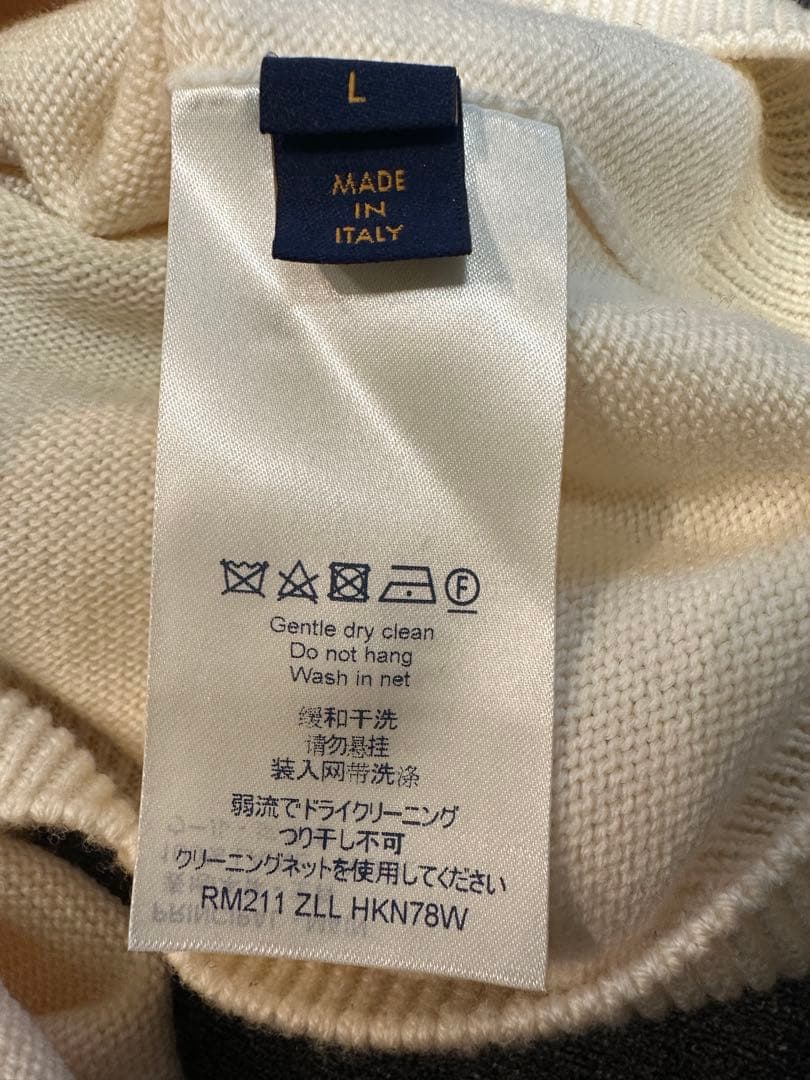 L
MADE
IN
ITALY
F
Gentle dry clean
Do not hang
Wash in net
缓和干洗
请勿悬挂
装入网带洗涤
弱流でドライクリーニング
つり干し不可
クリーニングネットを使用してください
RM211 ZLL HKN78W